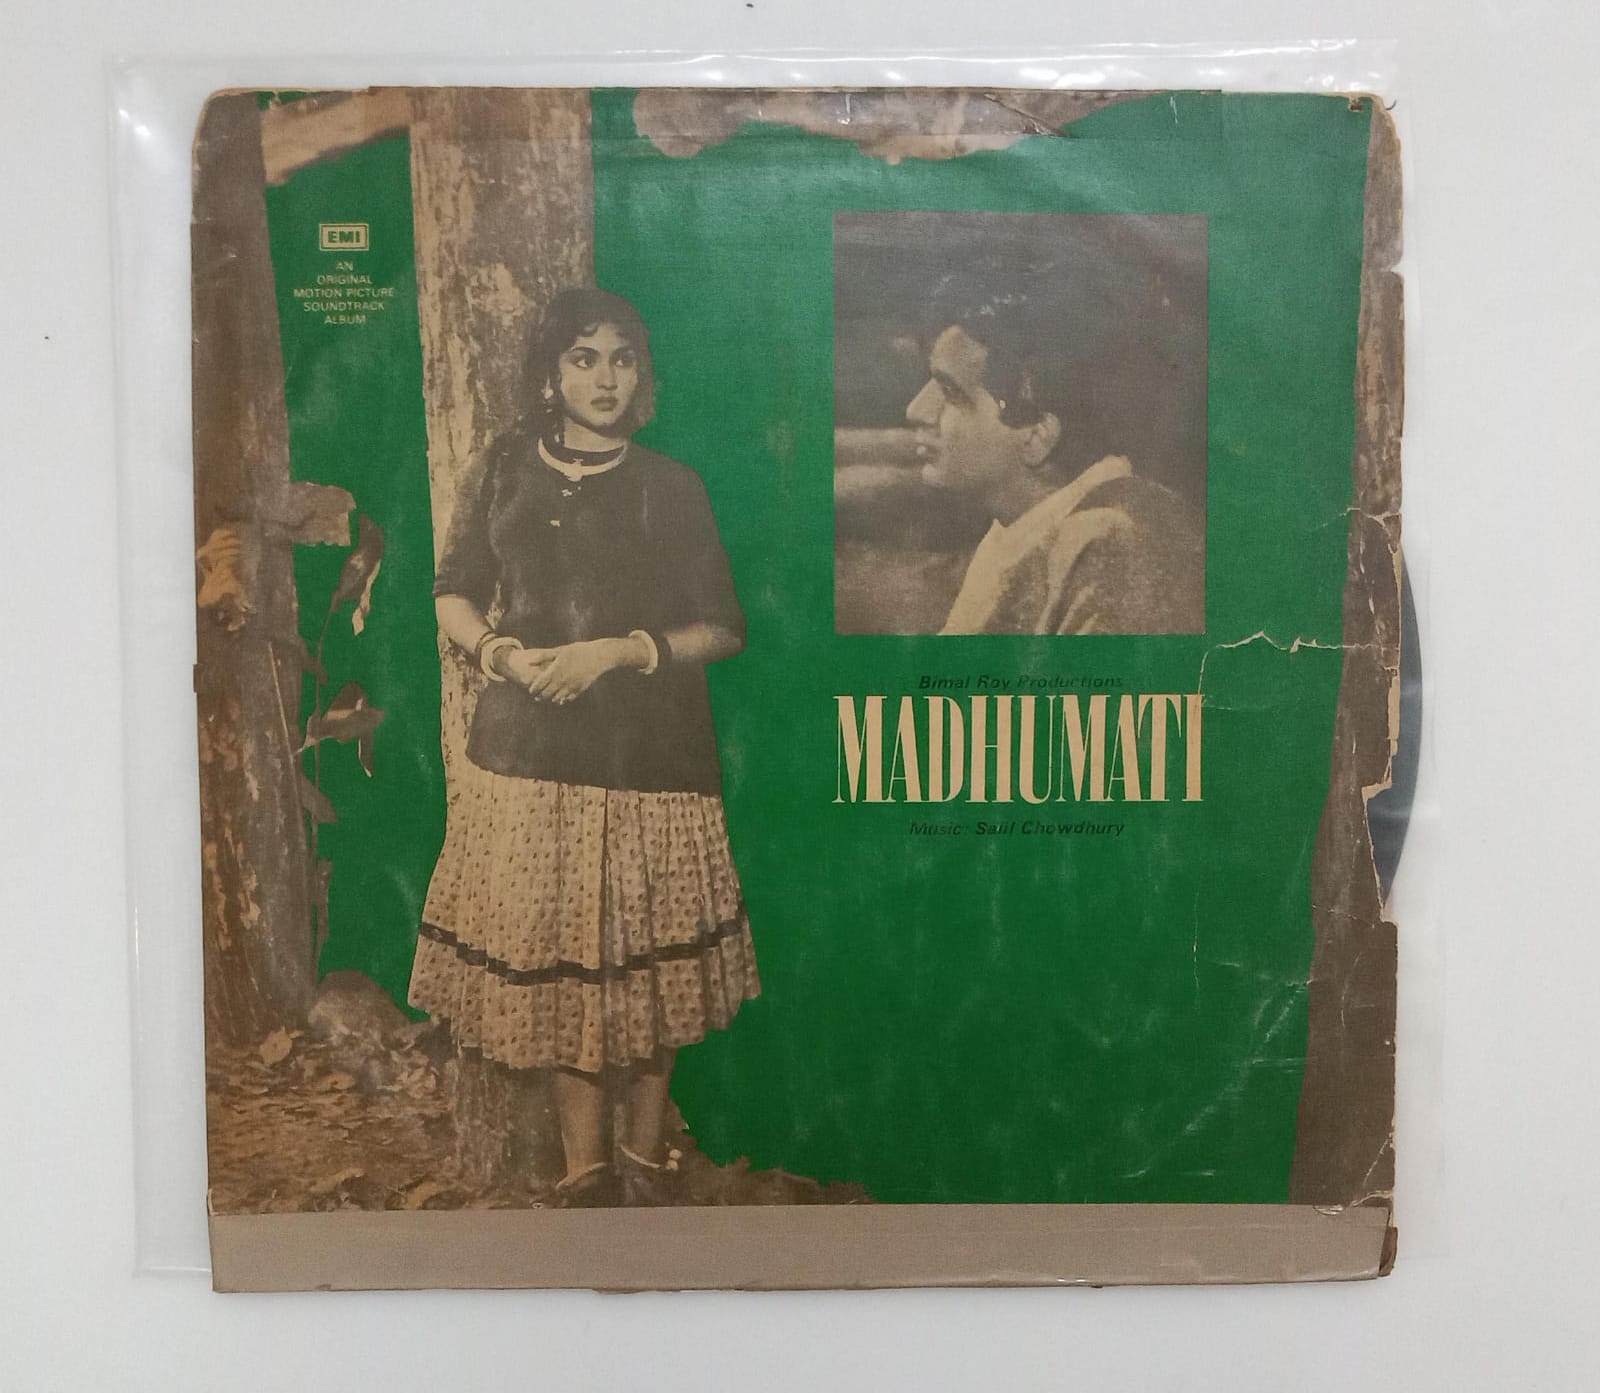 EMI
AN
ORIGINAL
MOTION PICTURE
SOUNDTRACK
ALBUM
Bimal Roy Productions
MADHUMATI
Music: Salil Chowdhury